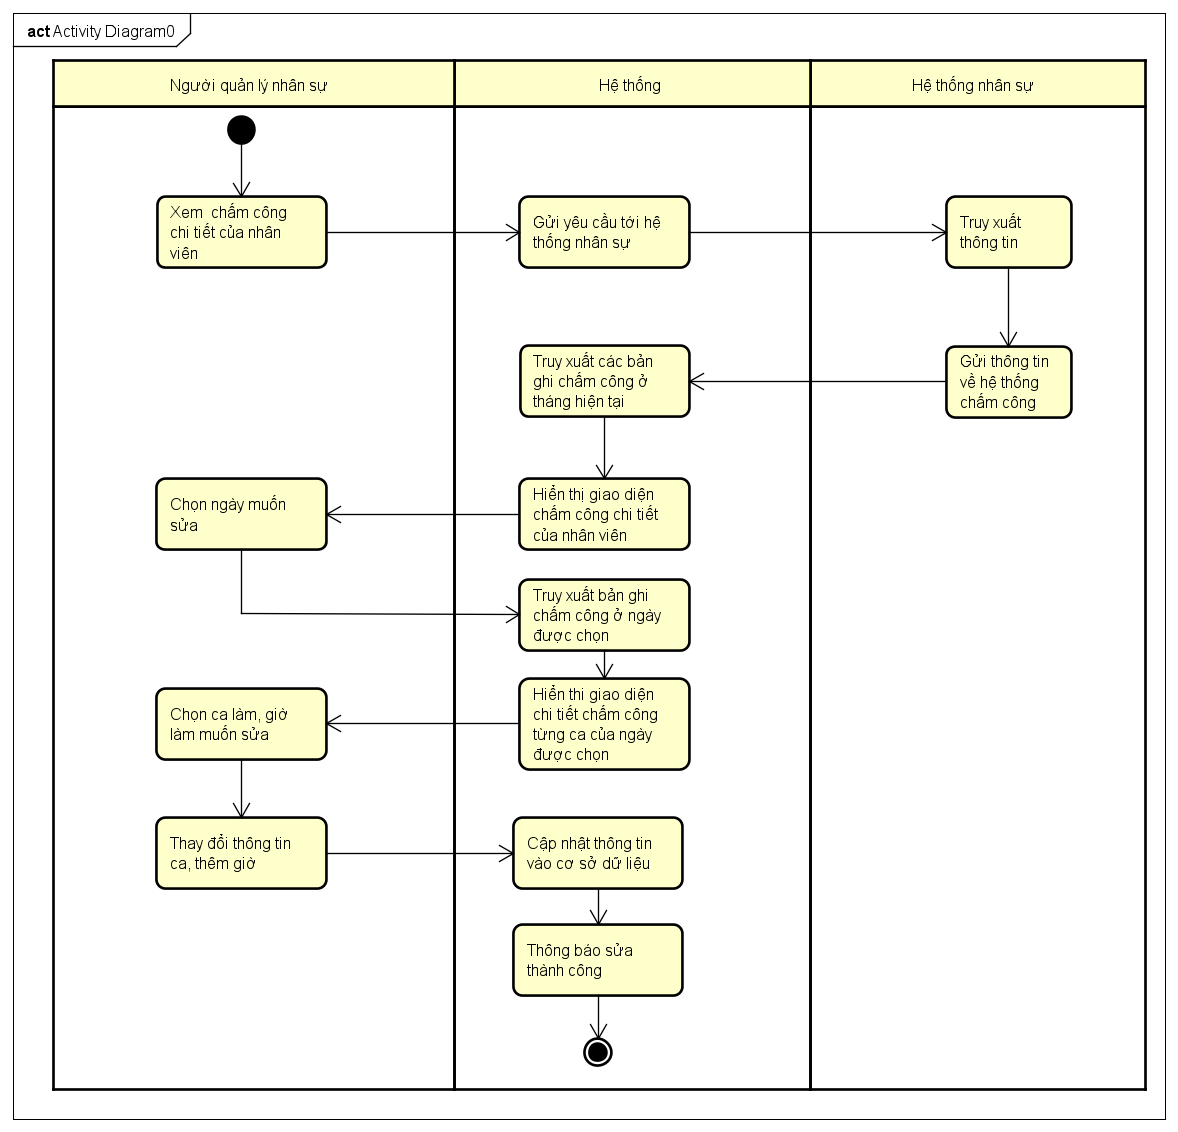 act Activity Diagram0
Người quản lý nhân sự
Hệ thống
Hệ thống nhân sự
Xem  chấm công
chi tiết của nhân
viên
Gửi yêu cầu tới hệ
thống nhân sự
Truy xuất
thông tin
Truy xuất các bản
ghi chấm công ở
tháng hiện tại
Gửi thông tin
về hệ thống
chấm công
Chọn ngày muốn
sửa
Hiển thị giao diện
chấm công chi tiết
của nhân viên
Truy xuất bản ghi
chấm công ở ngày
được chọn
Chọn ca làm, giờ
làm muốn sửa
Hiển thi giao diện
chi tiết chấm công
từng ca của ngày
được chọn
Thay đổi thông tin
ca, thêm giờ
Cập nhật thông tin
vào cơ sở dữ liệu
Thông báo sửa
thành công